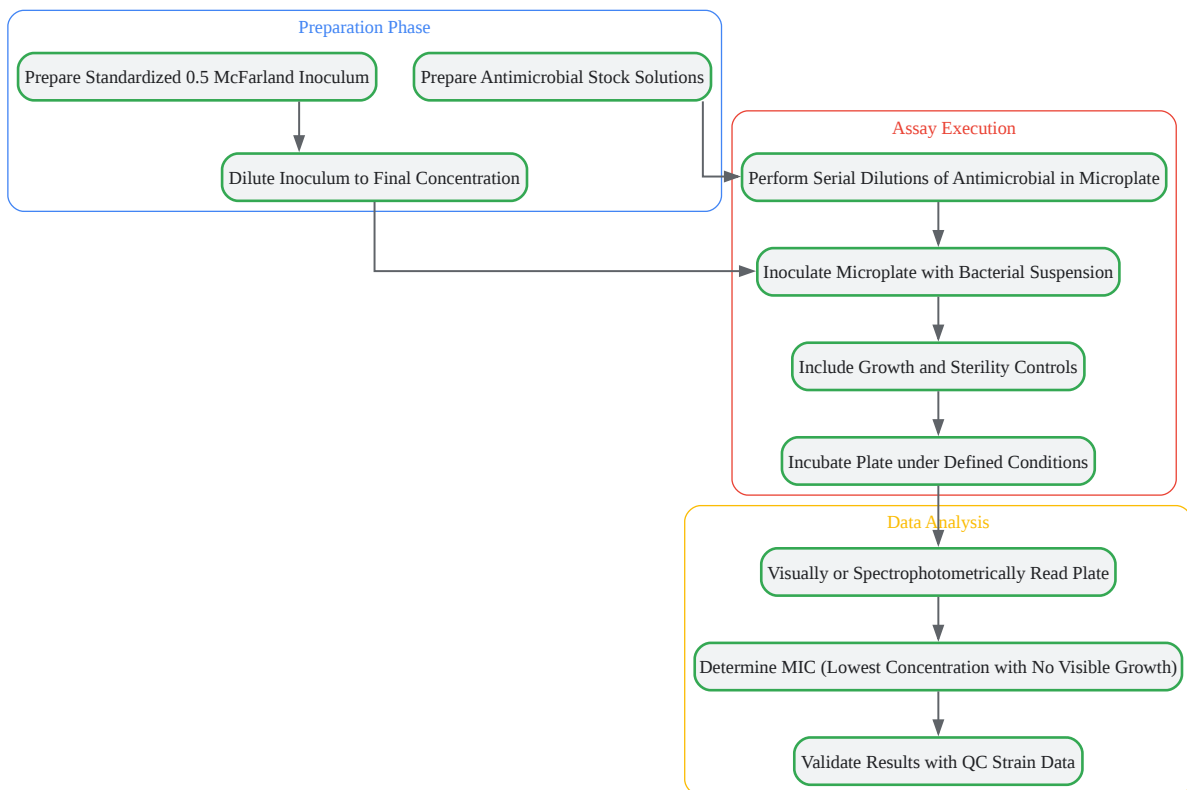 Preparation Phase
Prepare Standardized 0.5 McFarland Inoculum
Prepare Antimicrobial Stock Solutions
Dilute Inoculum to Final Concentration
Assay Execution
Perform Serial Dilutions of Antimicrobial in Microplate
Inoculate Microplate with Bacterial Suspension
Include Growth and Sterility Controls
Incubate Plate under Defined Conditions
Data Analysis
Visually or Spectrophotometrically Read Plate
Determine MIC (Lowest Concentration with No Visible Growth)
Validate Results with QC Strain Data